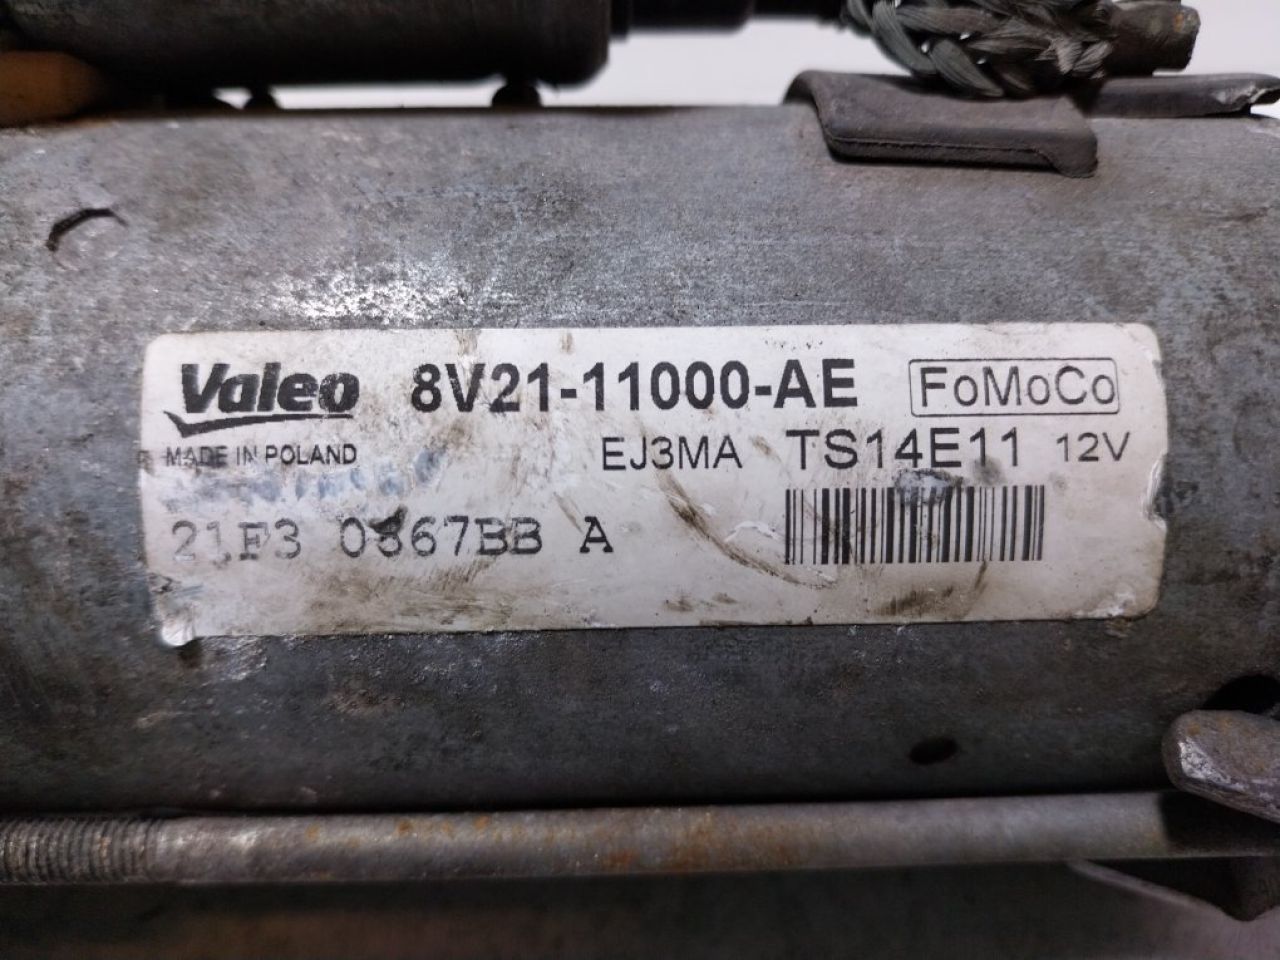 Valeo 8V21-11000-AE FoMoCo
MADE IN POLAND EJ3MA TS14E11 12V
21F3 0367BB A